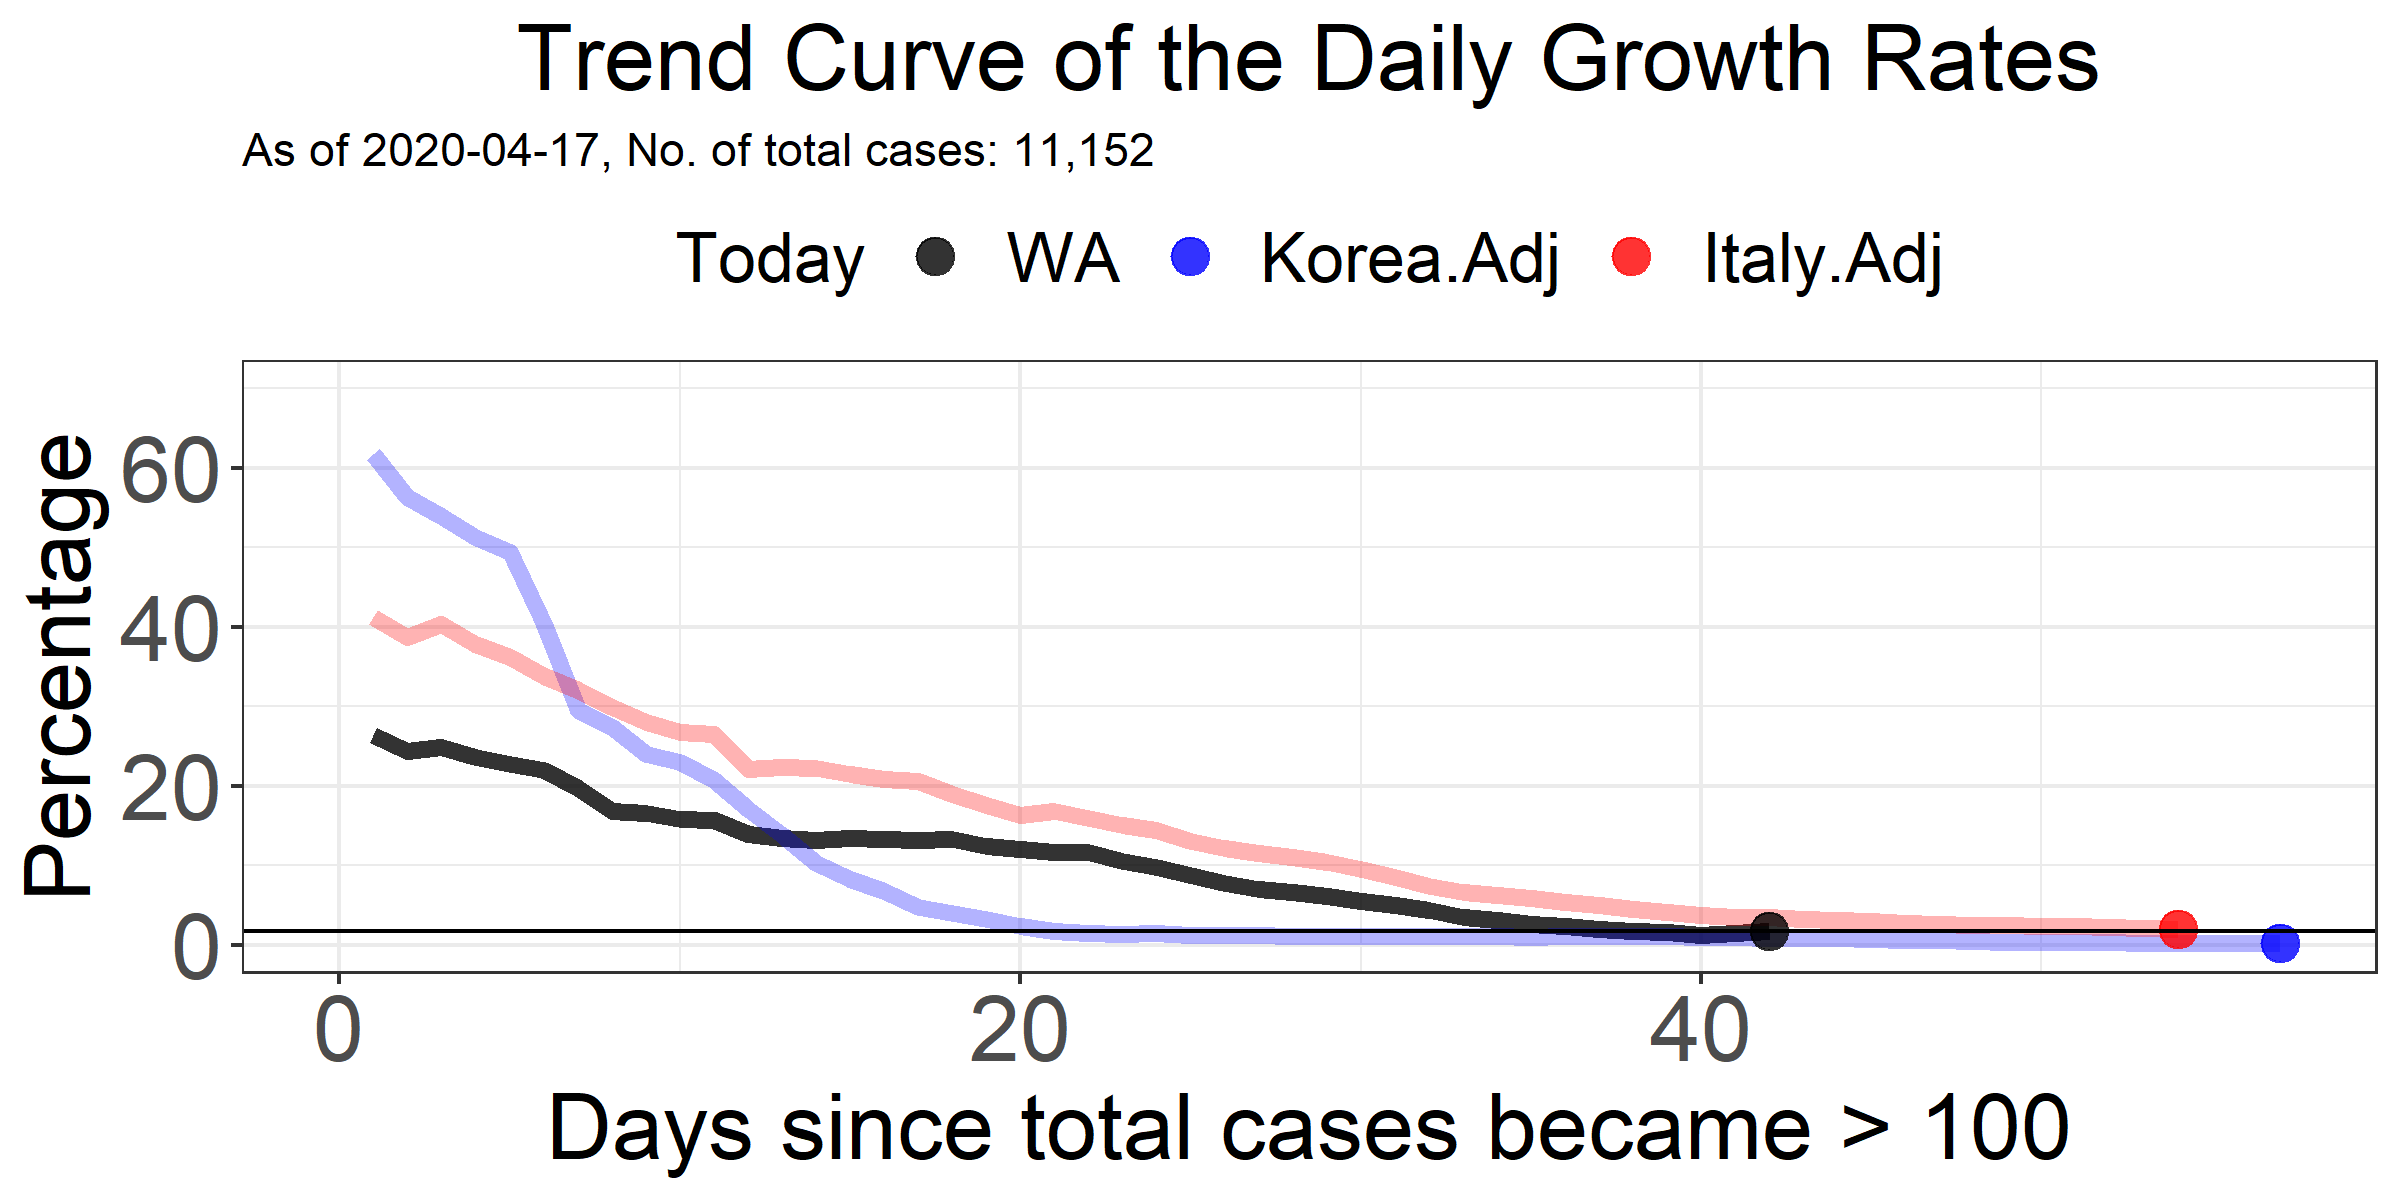 Trend Curve of the Daily Growth Rates
As of 2020-04-17, No. of total cases: 11,152
Today WA Korea.Adj Italy.Adj
Percentage
60
40
20
0
0 20 40
Days since total cases became > 100